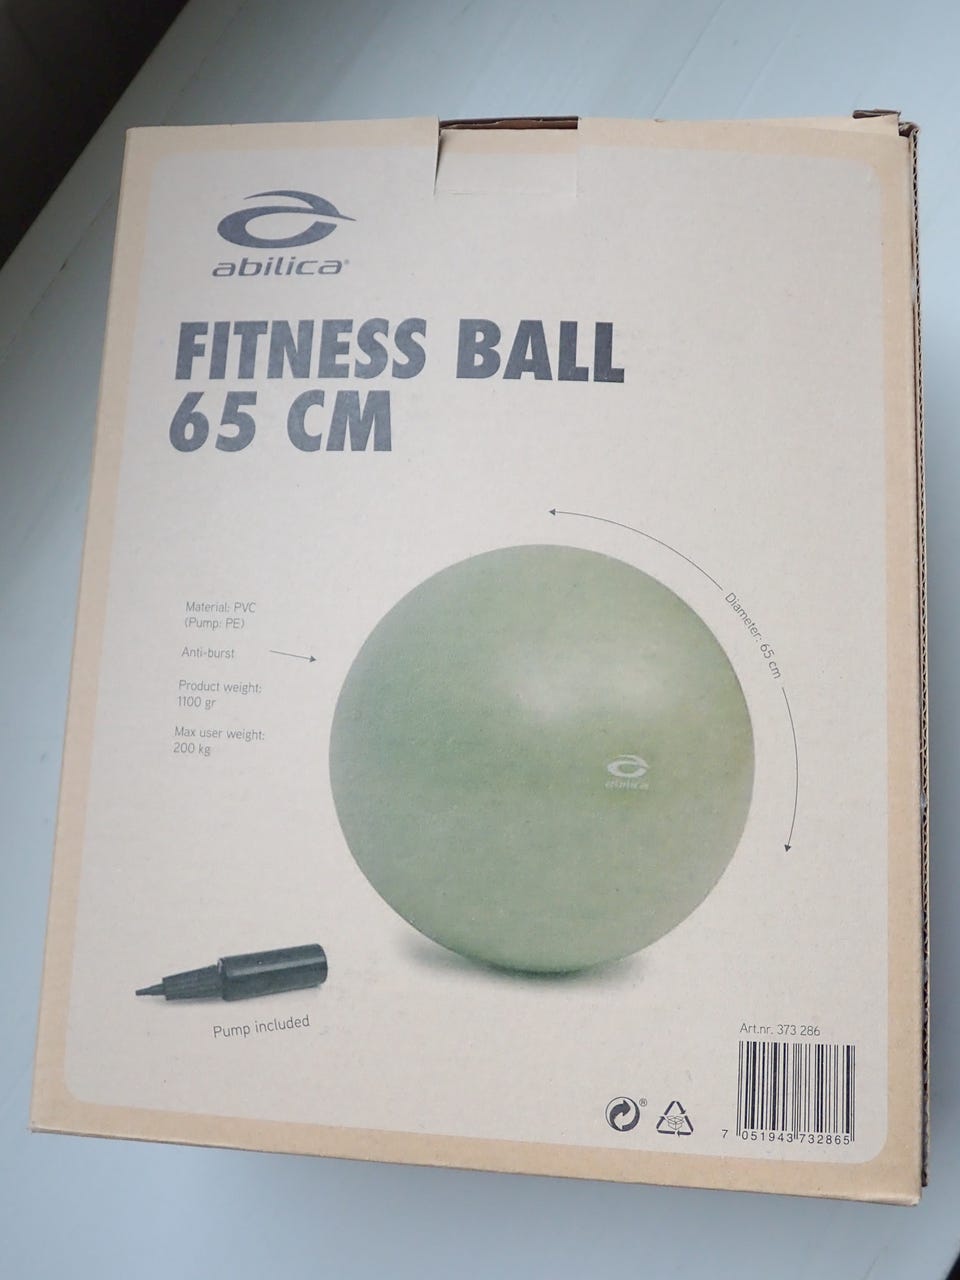 abilica®
FITNESS BALL
65 CM
Diameter: 65 cm
Material: PVC
(Pump: PE)
Anti-burst
Product weight:
1100 gr
Max user weight:
200 kg
abilica
Pump included
Art.nr. 373 286
®
7 051943 732865